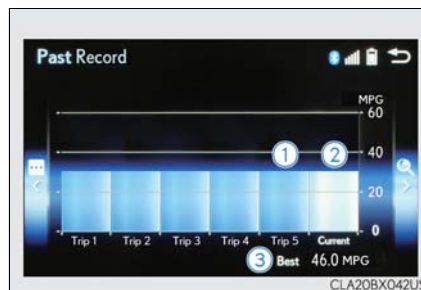 Past Record
MPG
60
1 2
40
20
0
Trip 1 Trip 2 Trip 3 Trip 4 Trip 5 Current
3 Best 46.0 MPG
CLA20BX042US